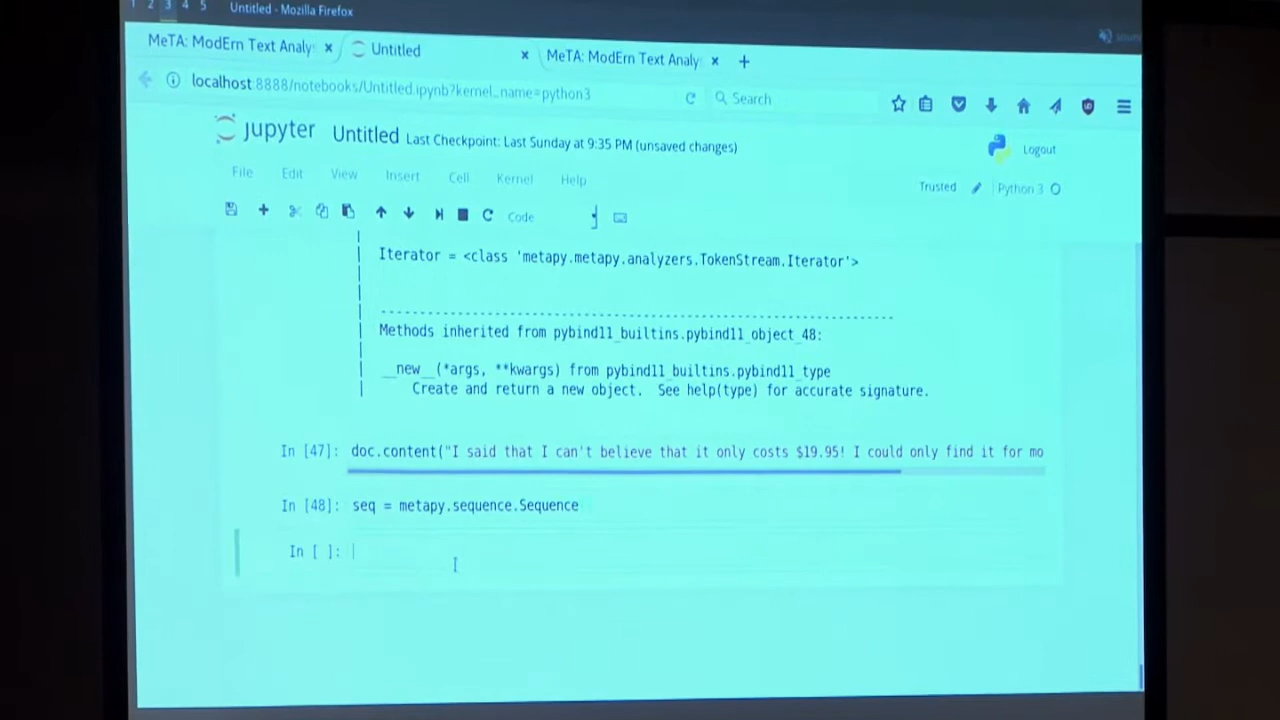 1 2 3 4 5 Untitled - Mozilla Firefox
MeTA: ModErn Text Analy × Untitled × MeTA: ModErn Text Analy × +
localhost:8888/notebooks/Untitled.ipynb?kernel_name=python3 Search
jupyter Untitled Last Checkpoint: Last Sunday at 9:35 PM (unsaved changes) Logout
File Edit View Insert Cell Kernel Help Trusted Python 3
Code
| Iterator = <class 'metapy.metapy.analyzers.TokenStream.Iterator'>
| ----------------------------------------------------------------------
| Methods inherited from pybind11_builtins.pybind11_object_48:
| __new__(*args, **kwargs) from pybind11_builtins.pybind11_type
| Create and return a new object. See help(type) for accurate signature.
In [47]: doc.content("I said that I can't believe that it only costs $19.95! I could only find it for mo
In [48]: seq = metapy.sequence.Sequence
In [ ]: